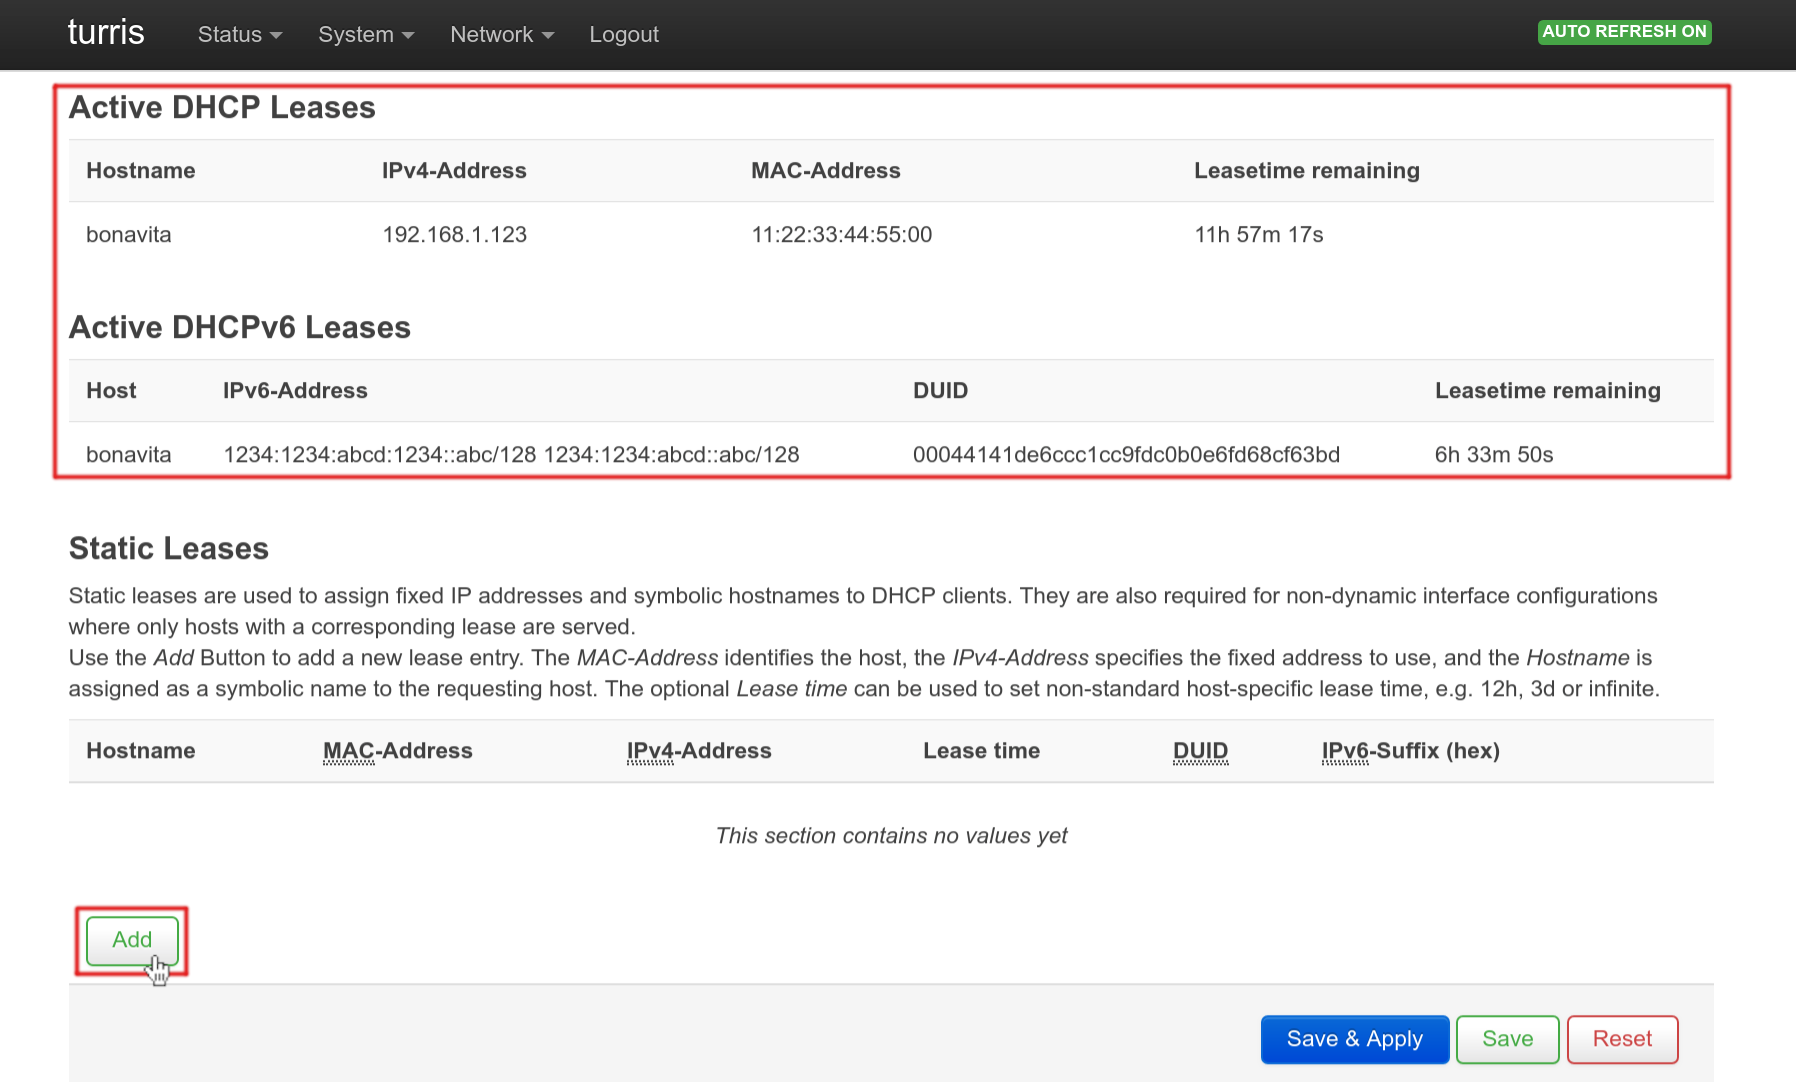 turris Status System Network Logout AUTO REFRESH ON
Active DHCP Leases
Hostname IPv4-Address MAC-Address Leasetime remaining
bonavita 192.168.1.123 11:22:33:44:55:00 11h 57m 17s
Active DHCPv6 Leases
Host IPv6-Address DUID Leasetime remaining
bonavita 1234:1234:abcd:1234::abc/128 1234:1234:abcd::abc/128 00044141de6ccc1cc9fdc0b0e6fd68cf63bd 6h 33m 50s
Static Leases
Static leases are used to assign fixed IP addresses and symbolic hostnames to DHCP clients. They are also required for non-dynamic interface configurations
where only hosts with a corresponding lease are served.
Use the Add Button to add a new lease entry. The MAC-Address identifies the host, the IPv4-Address specifies the fixed address to use, and the Hostname is
assigned as a symbolic name to the requesting host. The optional Lease time can be used to set non-standard host-specific lease time, e.g. 12h, 3d or infinite.
Hostname MAC-Address IPv4-Address Lease time DUID IPv6-Suffix (hex)
This section contains no values yet
Add
Save & Apply Save Reset